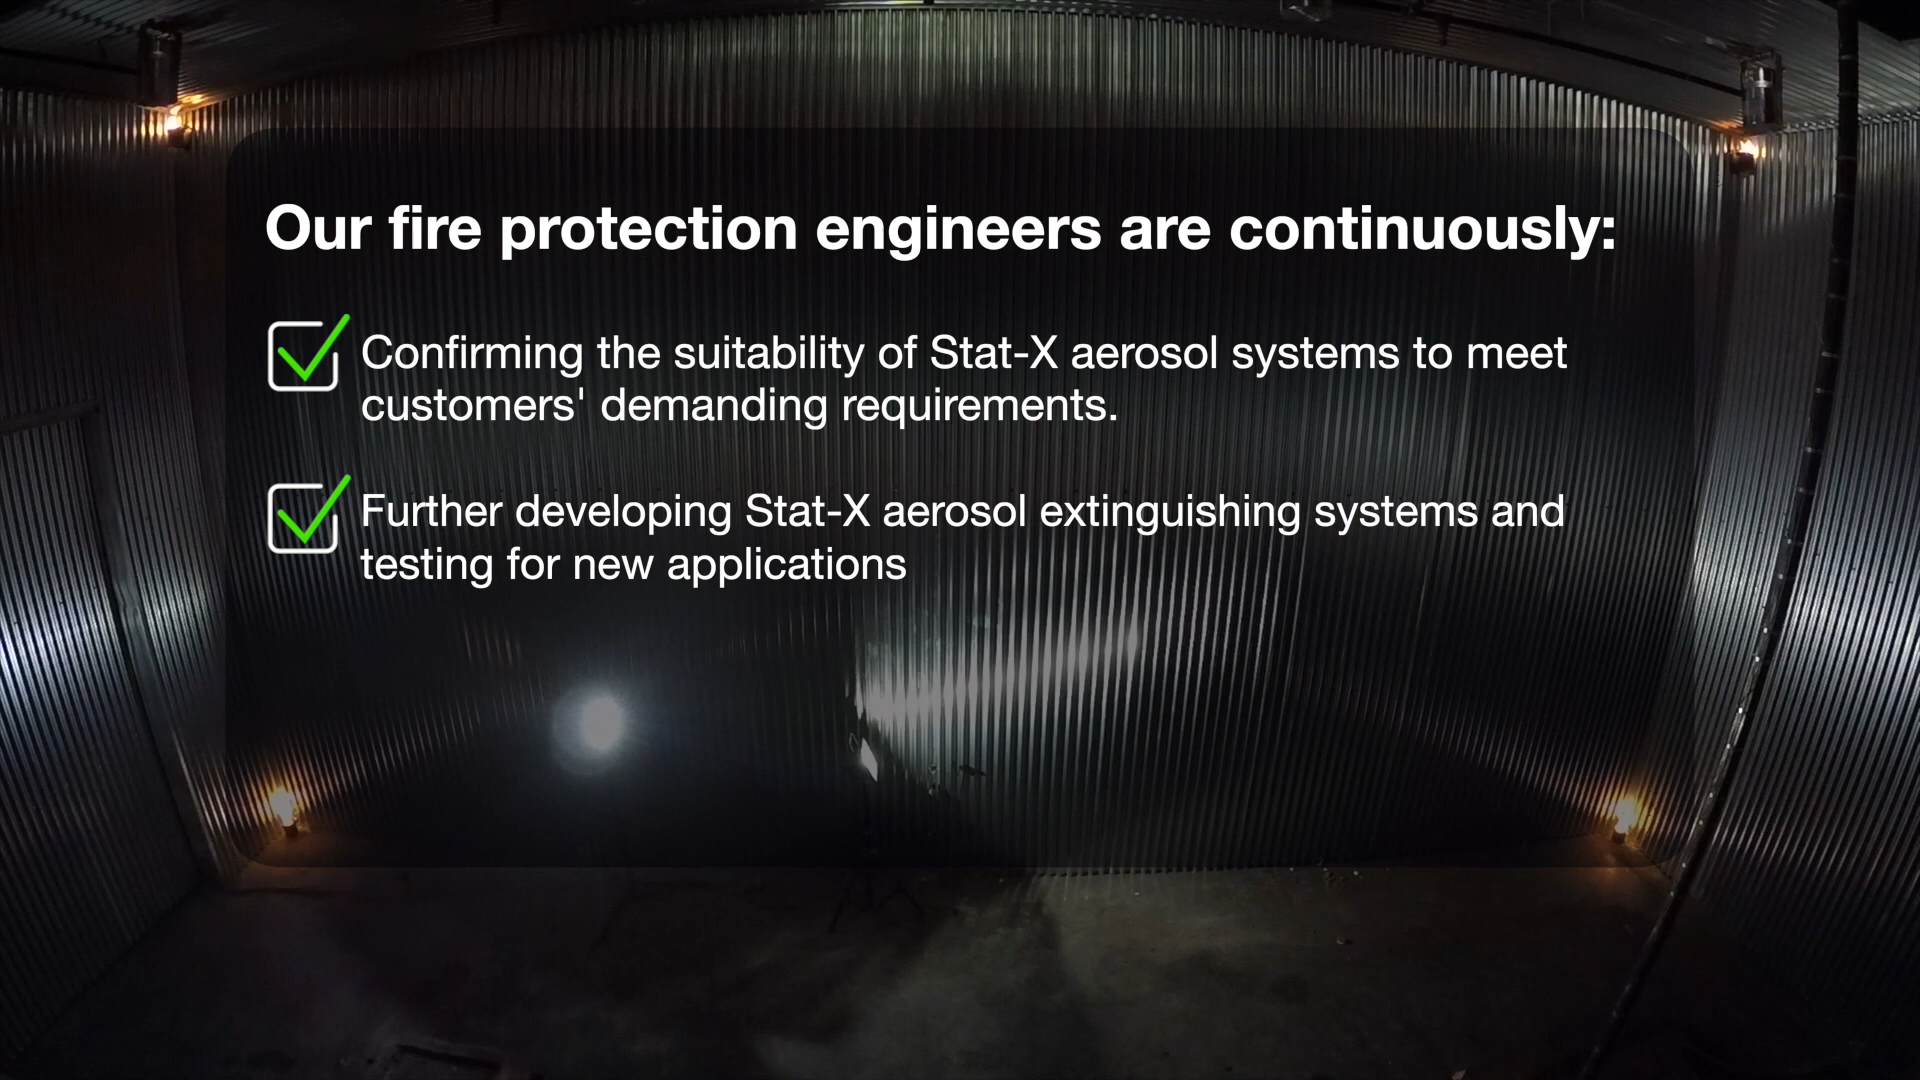 Our fire protection engineers are continuously:
Confirming the suitability of Stat-X aerosol systems to meet
customers' demanding requirements.
Further developing Stat-X aerosol extinguishing systems and
testing for new applications